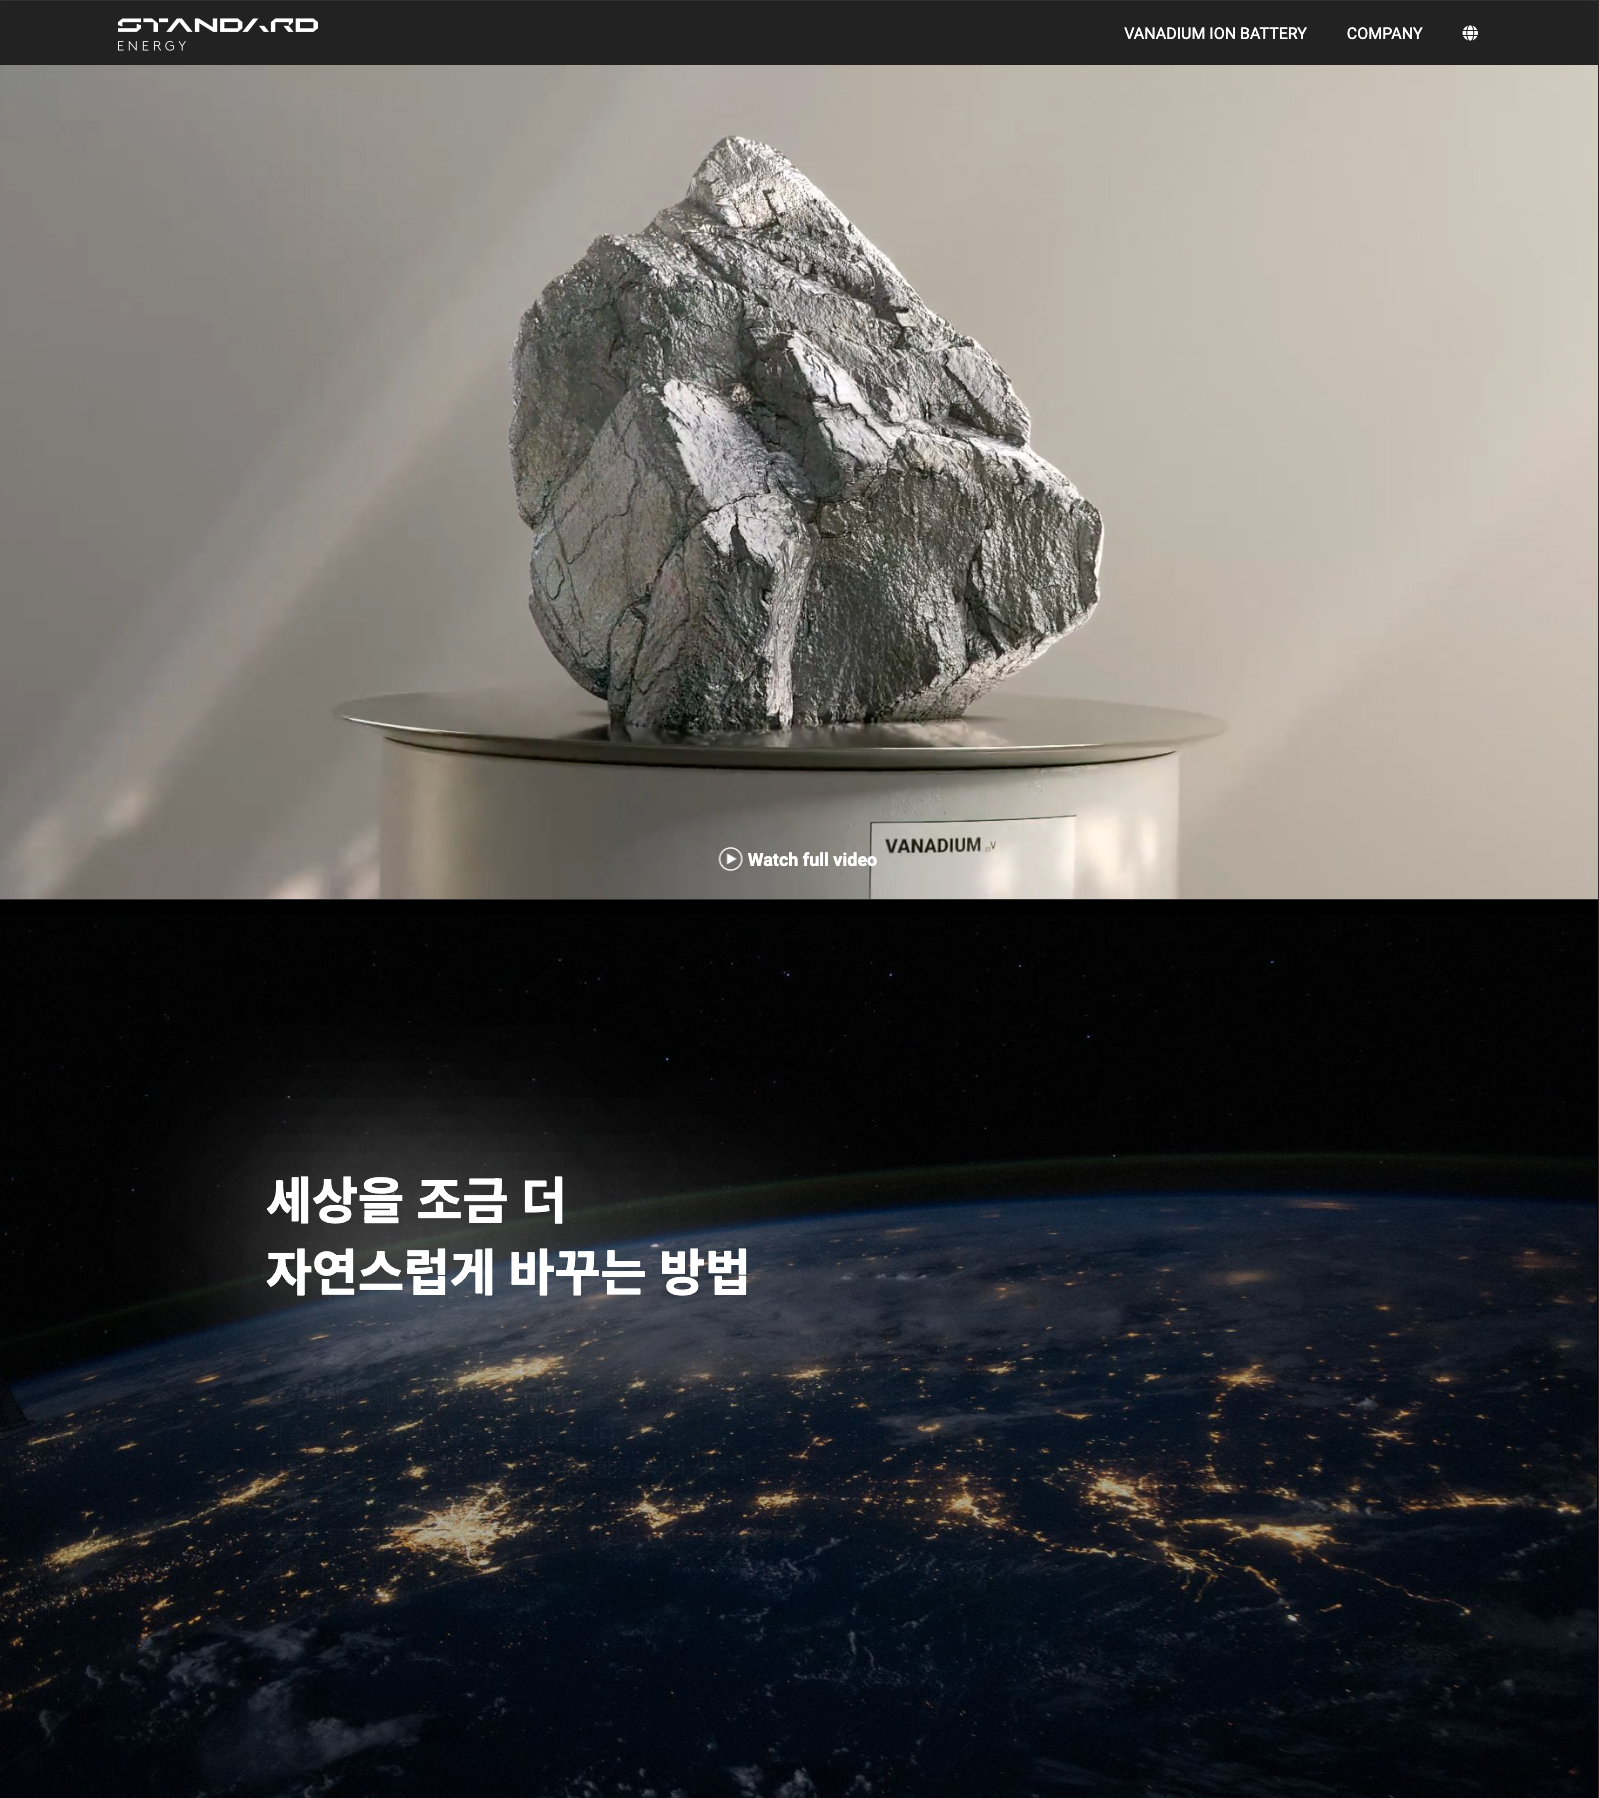 STANDARD
ENERGY
VANADIUM ION BATTERY
COMPANY
VANADIUM 23V
Watch full video
세상을 조금 더
자연스럽게 바꾸는 방법